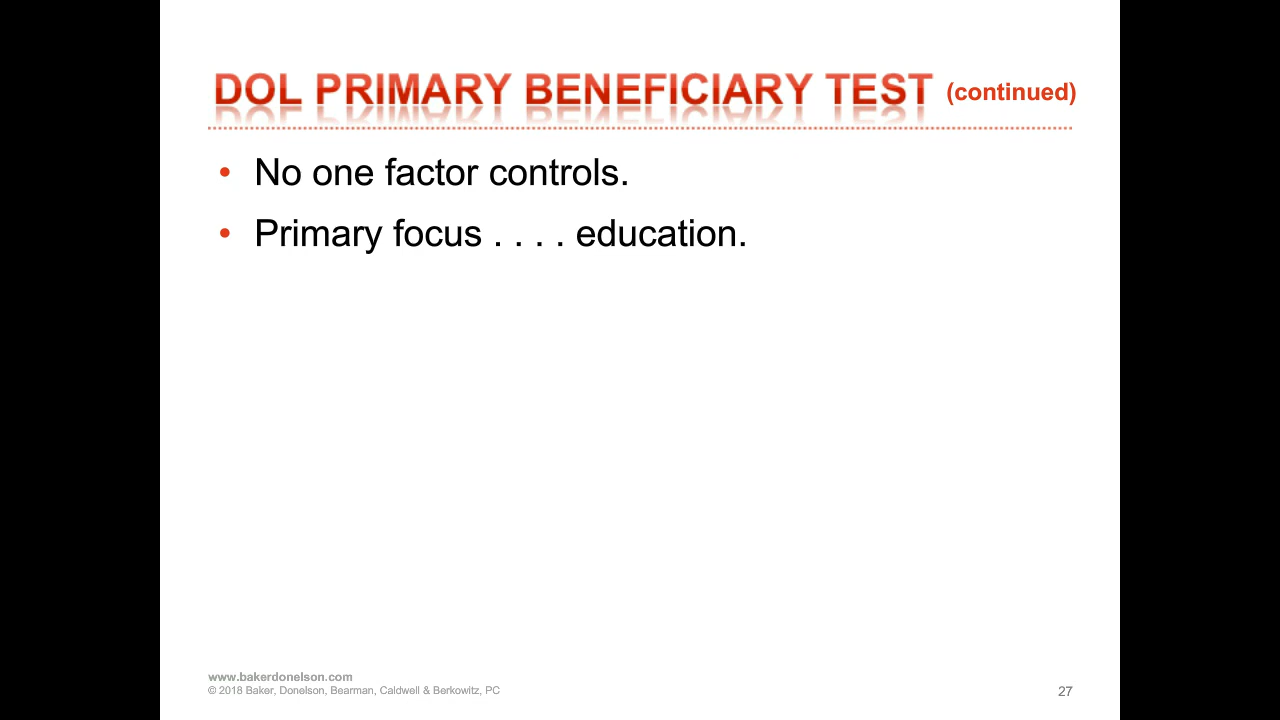 DOL PRIMARY BENEFICIARY TEST (continued)
• No one factor controls.
• Primary focus . . . . education.
www.bakerdonelson.com
© 2018 Baker, Donelson, Bearman, Caldwell & Berkowitz, PC
27